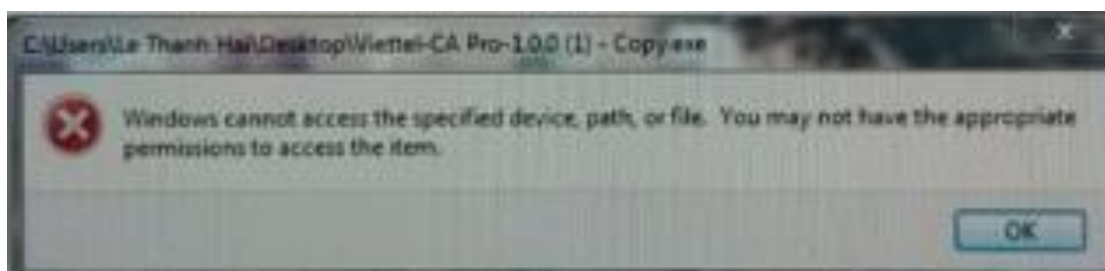 C:\Users\Le Thanh Hai\Desktop\Viettel-CA Pro-1.0.0 (1) - Copy.exe
Windows cannot access the specified device, path, or file. You may not have the appropriate
permissions to access the item.
OK